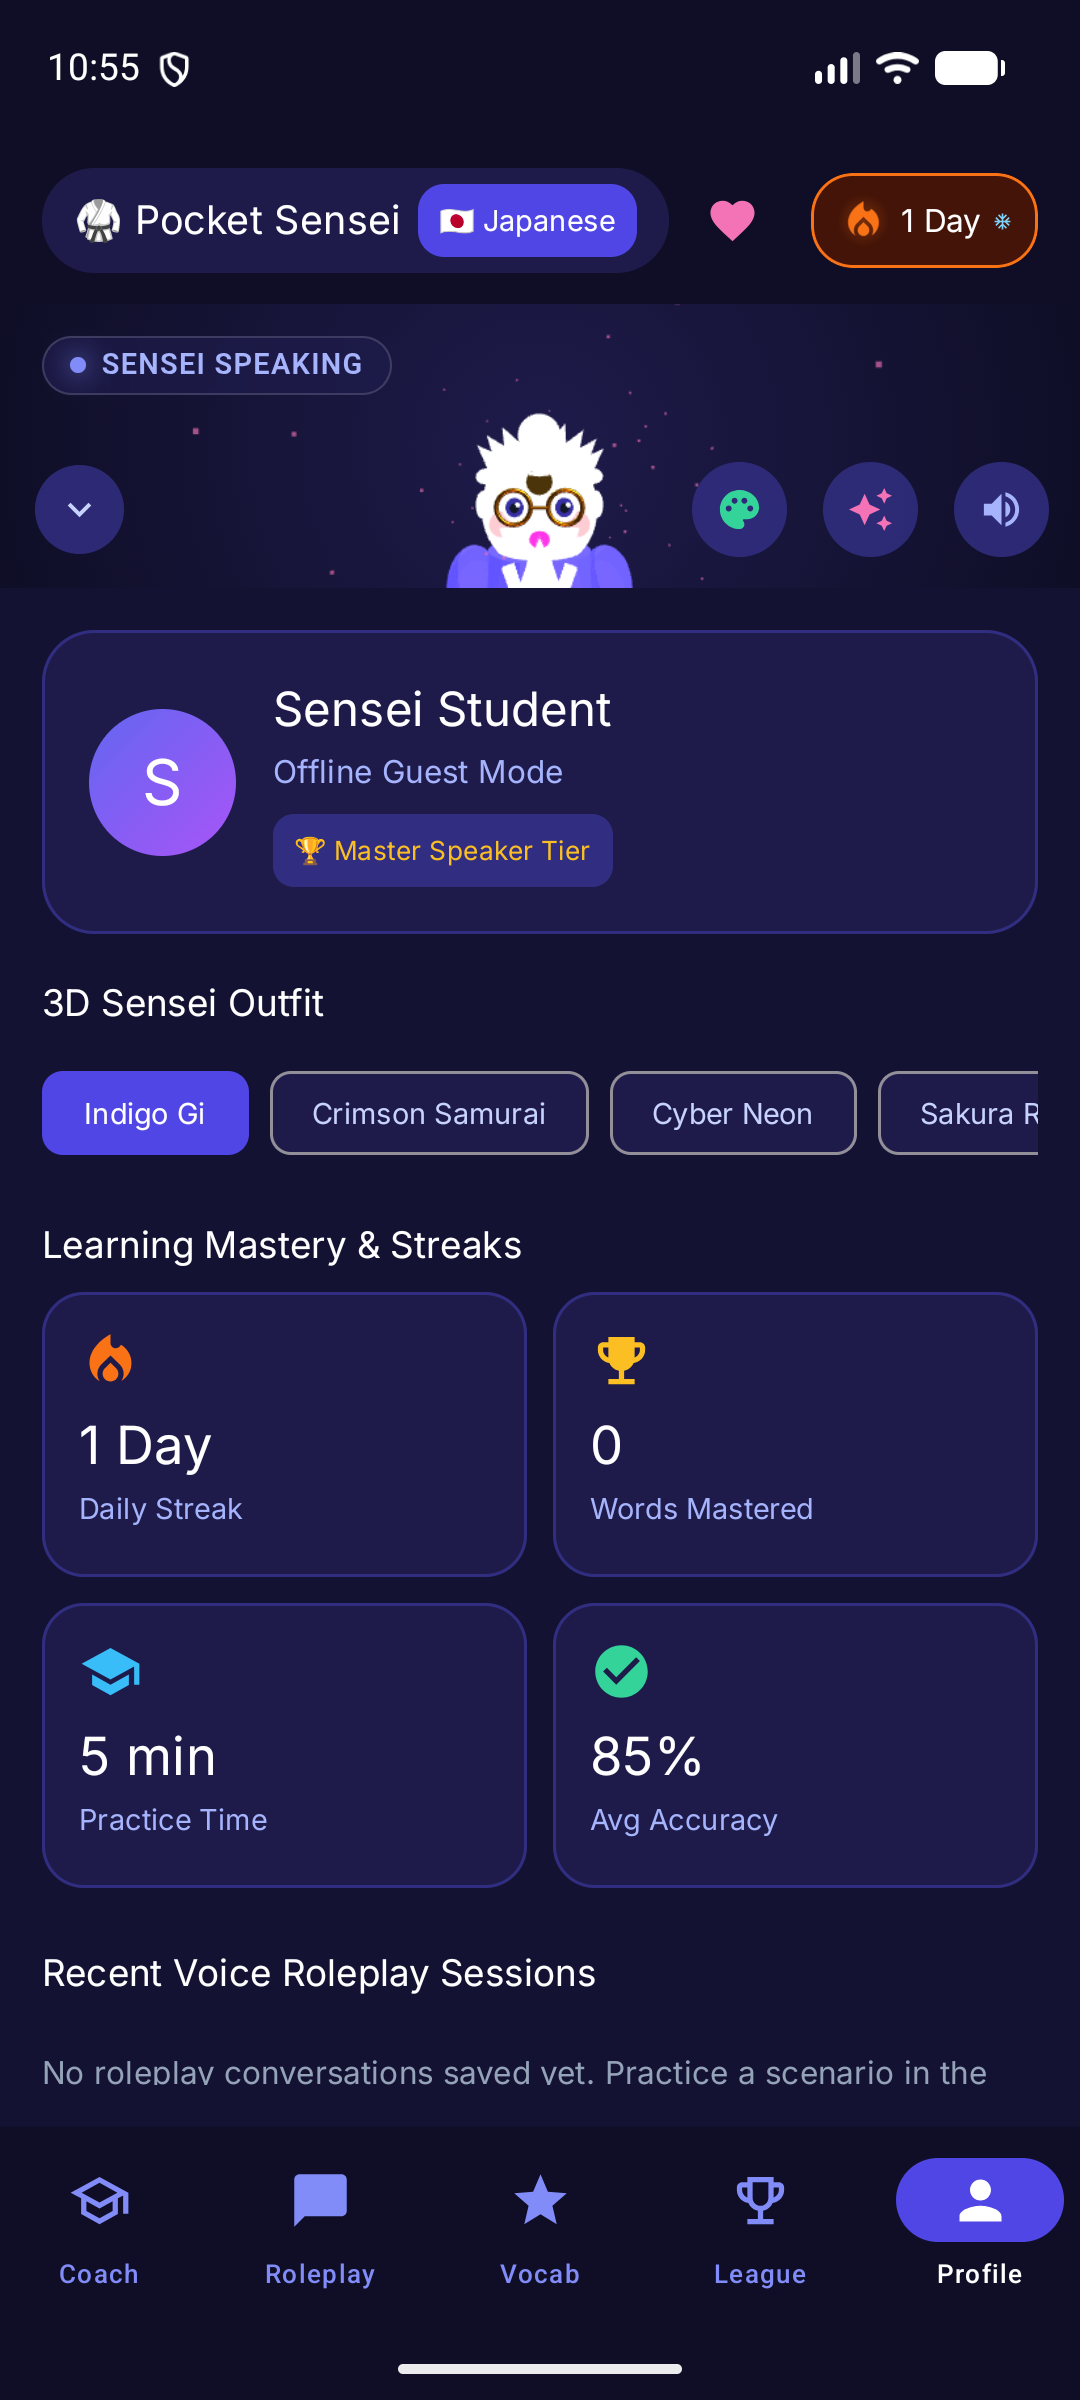 10:55
Pocket Sensei
Japanese
1 Day
SENSEI SPEAKING
S
Sensei Student
Offline Guest Mode
Master Speaker Tier
3D Sensei Outfit
Indigo Gi
Crimson Samurai
Cyber Neon
Sakura R
Learning Mastery & Streaks
1 Day
Daily Streak
0
Words Mastered
5 min
Practice Time
85%
Avg Accuracy
Recent Voice Roleplay Sessions
No roleplay conversations saved yet. Practice a scenario in the
Coach
Roleplay
Vocab
League
Profile